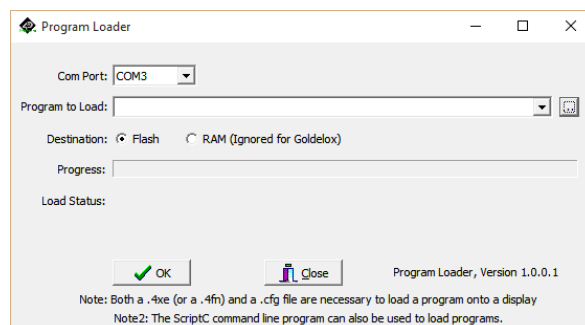 Program Loader
Com Port: COM3
Program to Load:
Destination: Flash RAM (Ignored for Goldelox)
Progress:
Load Status:
OK Close Program Loader, Version 1.0.0.1
Note: Both a .4xe (or a .4fn) and a .cfg file are necessary to load a program onto a display
Note2: The ScriptC command line program can also be used to load programs.